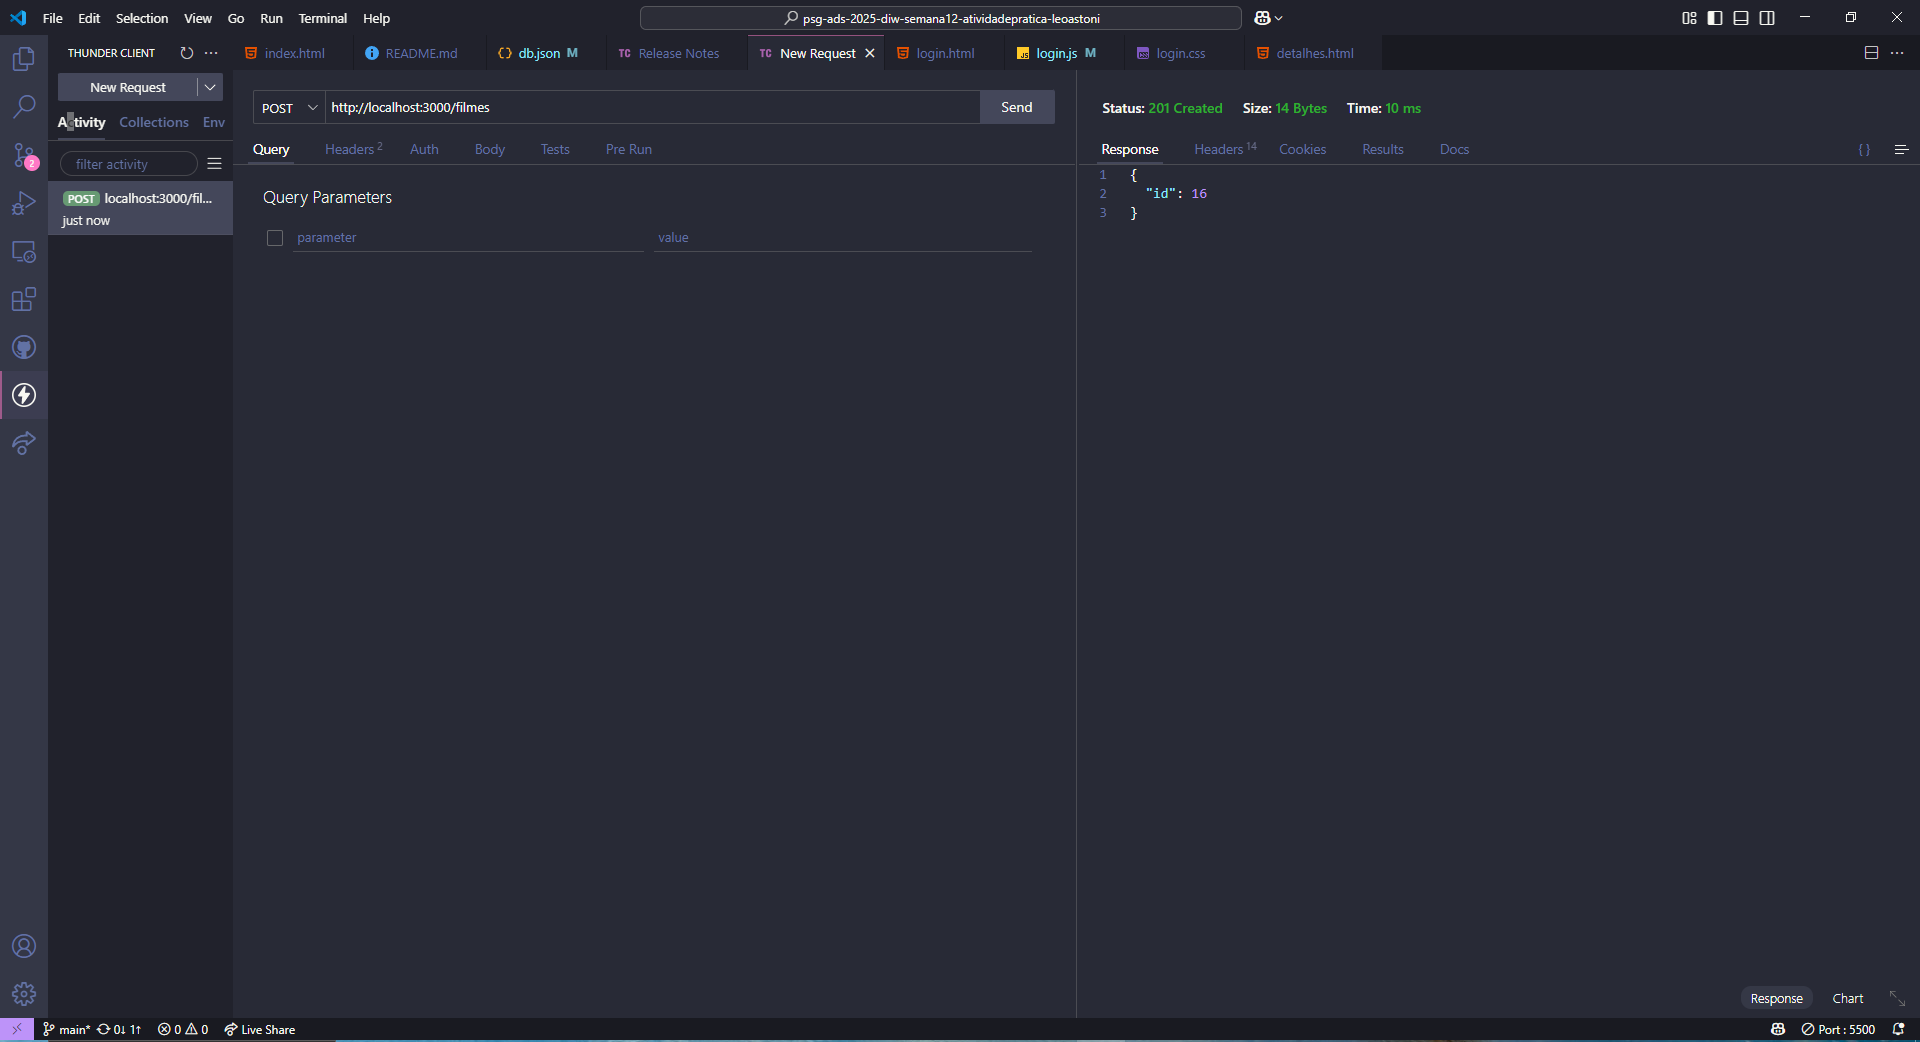 File Edit Selection View Go Run Terminal Help
psg-ads-2025-diw-semana12-atividadepratica-leoastoni
THUNDER CLIENT
index.html
README.md
db.json M
TC Release Notes
TC New Request
login.html
login.js M
login.css
detalhes.html
New Request
Activity Collections Env
filter activity
POST localhost:3000/fil...
just now
2
POST http://localhost:3000/filmes Send
Query Headers 2 Auth Body Tests Pre Run
Query Parameters
parameter value
Status: 201 Created Size: 14 Bytes Time: 10 ms
Response Headers 14 Cookies Results Docs { }
1 {
2 "id": 16
3 }
Response Chart
main* 0↓ 1↑ 0 0 Live Share
Port : 5500